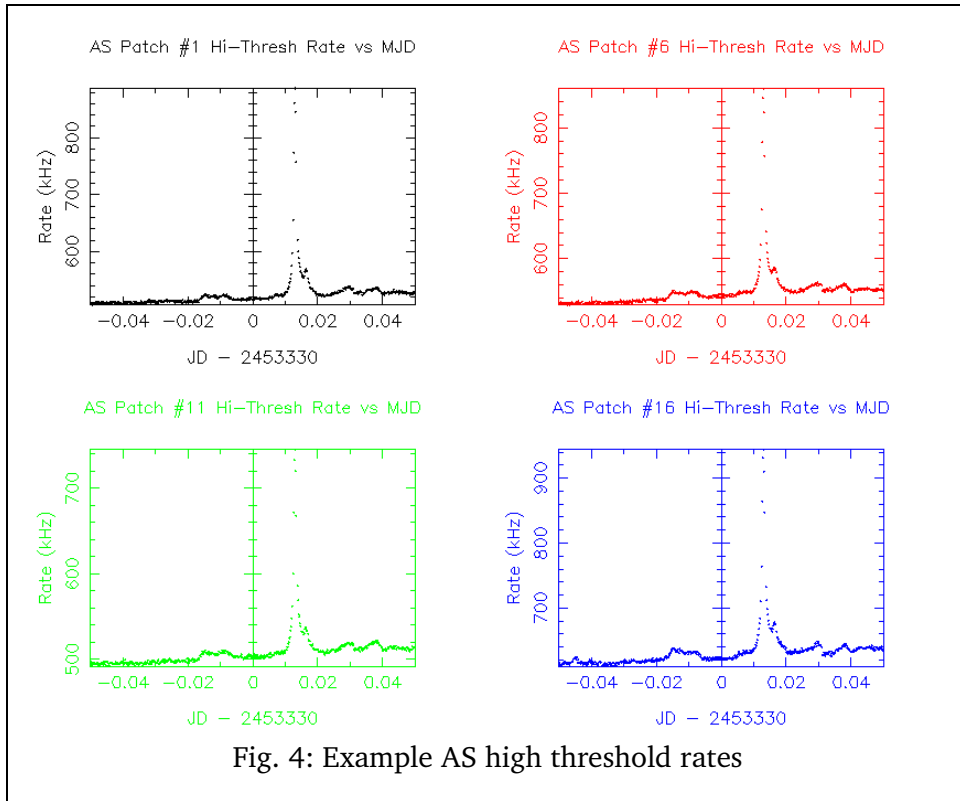 AS Patch #1 Hi-Thresh Rate vs MJD
Rate (kHz)
800
700
600
-0.04 -0.02 0 0.02 0.04
JD - 2453330
AS Patch #6 Hi-Thresh Rate vs MJD
Rate (kHz)
800
700
600
-0.04 -0.02 0 0.02 0.04
JD - 2453330
AS Patch #11 Hi-Thresh Rate vs MJD
Rate (kHz)
700
600
500
-0.04 -0.02 0 0.02 0.04
JD - 2453330
AS Patch #16 Hi-Thresh Rate vs MJD
Rate (kHz)
900
800
700
-0.04 -0.02 0 0.02 0.04
JD - 2453330
Fig. 4: Example AS high threshold rates